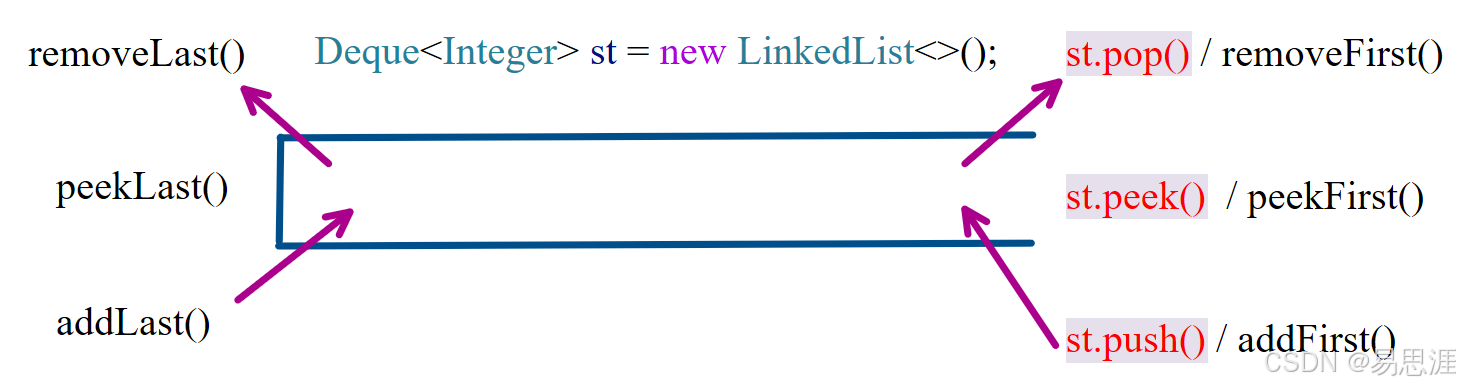 removeLast() Deque<Integer> st = new LinkedList<>(); st.pop() / removeFirst()
peekLast() st.peek() / peekFirst()
addLast() st.push() / addFirst()
CSDN @易思涯